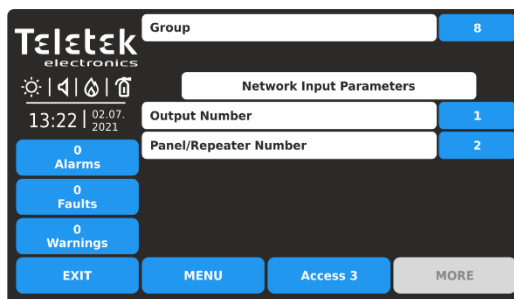 Teletek
electronics
13:22 02.07.
2021
0
Alarms
0
Faults
0
Warnings
Group 8
Network Input Parameters
Output Number 1
Panel/Repeater Number 2
EXIT MENU Access 3 MORE